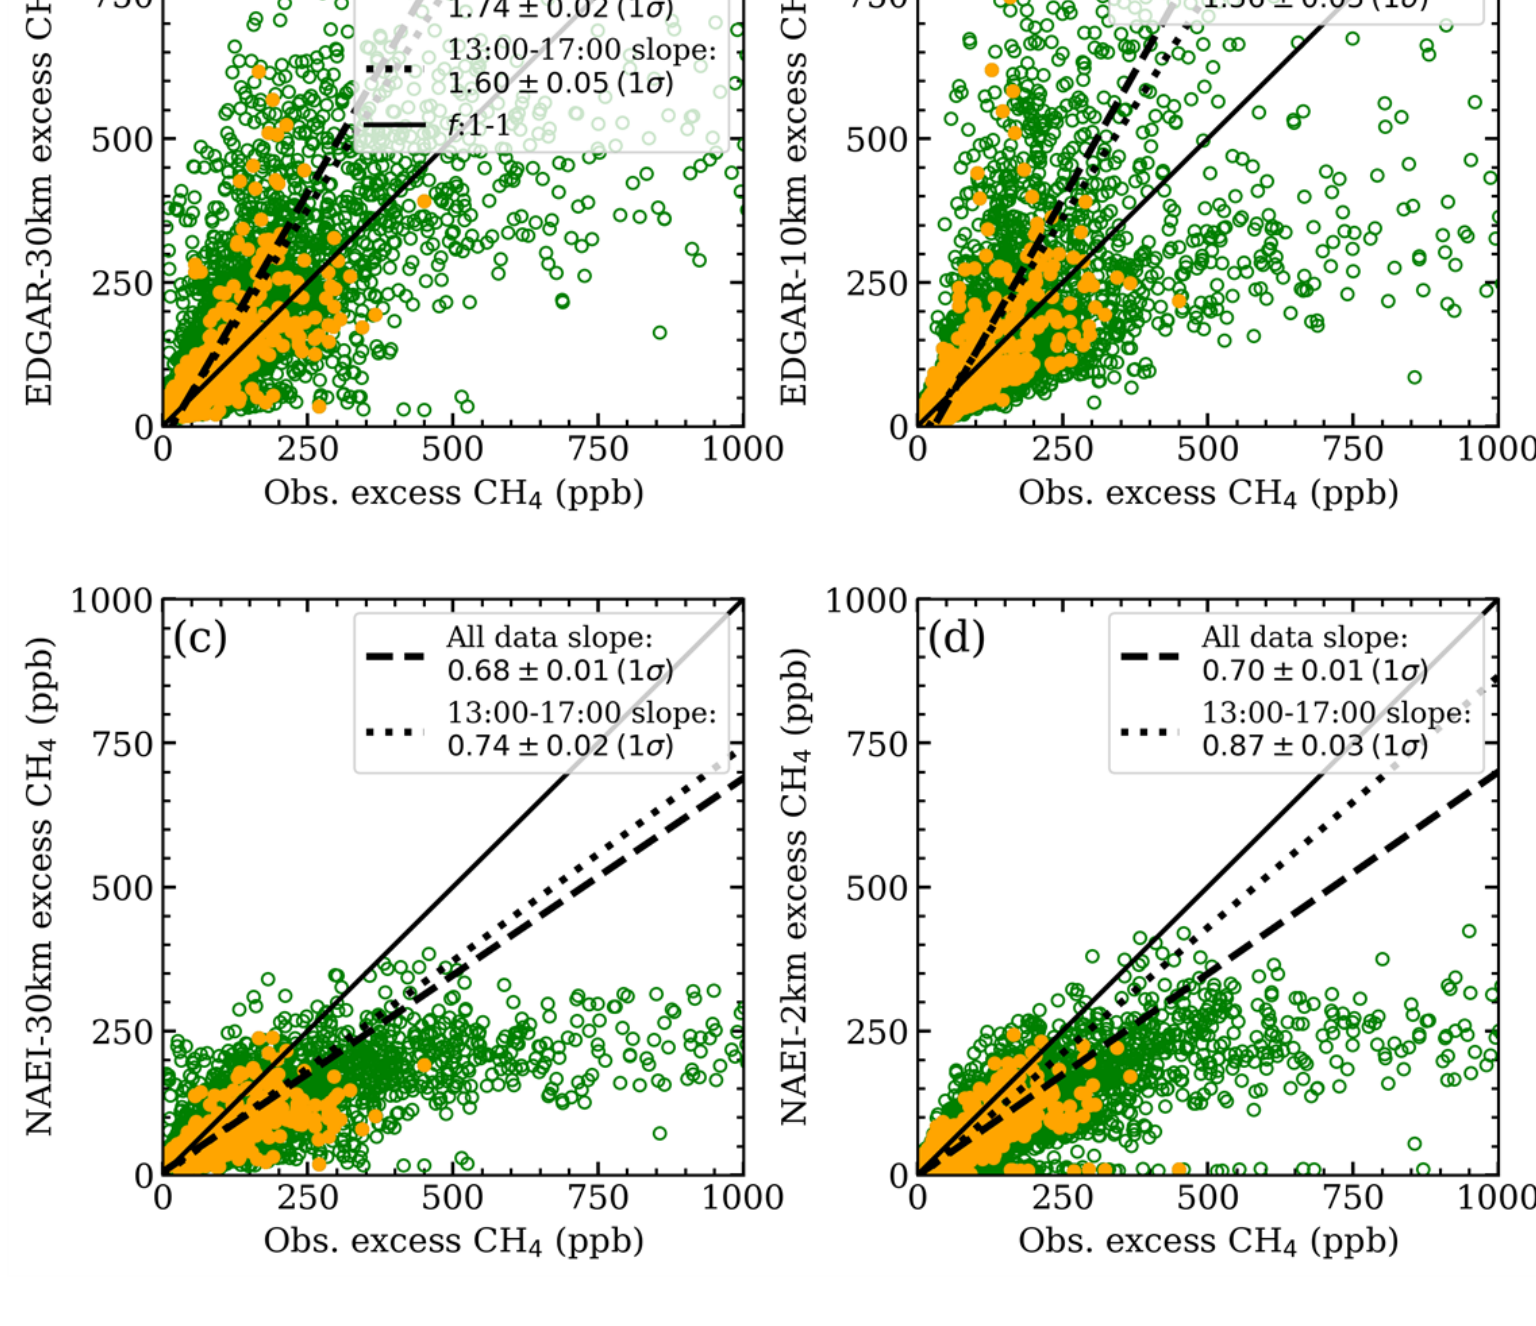 1.74 ± 0.02 (1σ)
13:00-17:00 slope:
1.60 ± 0.05 (1σ)
f:1-1
750
500
250
0
0 250 500 750 1000
EDGAR-30km excess CH
Obs. excess CH₄ (ppb)
500
250
0
0 250 500 750 1000
EDGAR-10km excess CH
Obs. excess CH₄ (ppb)
(c)
All data slope:
0.68 ± 0.01 (1σ)
13:00-17:00 slope:
0.74 ± 0.02 (1σ)
1000
750
500
250
0
0 250 500 750 1000
NAEI-30km excess CH₄ (ppb)
Obs. excess CH₄ (ppb)
(d)
All data slope:
0.70 ± 0.01 (1σ)
13:00-17:00 slope:
0.87 ± 0.03 (1σ)
1000
750
500
250
0
0 250 500 750 1000
NAEI-2km excess CH₄ (ppb)
Obs. excess CH₄ (ppb)